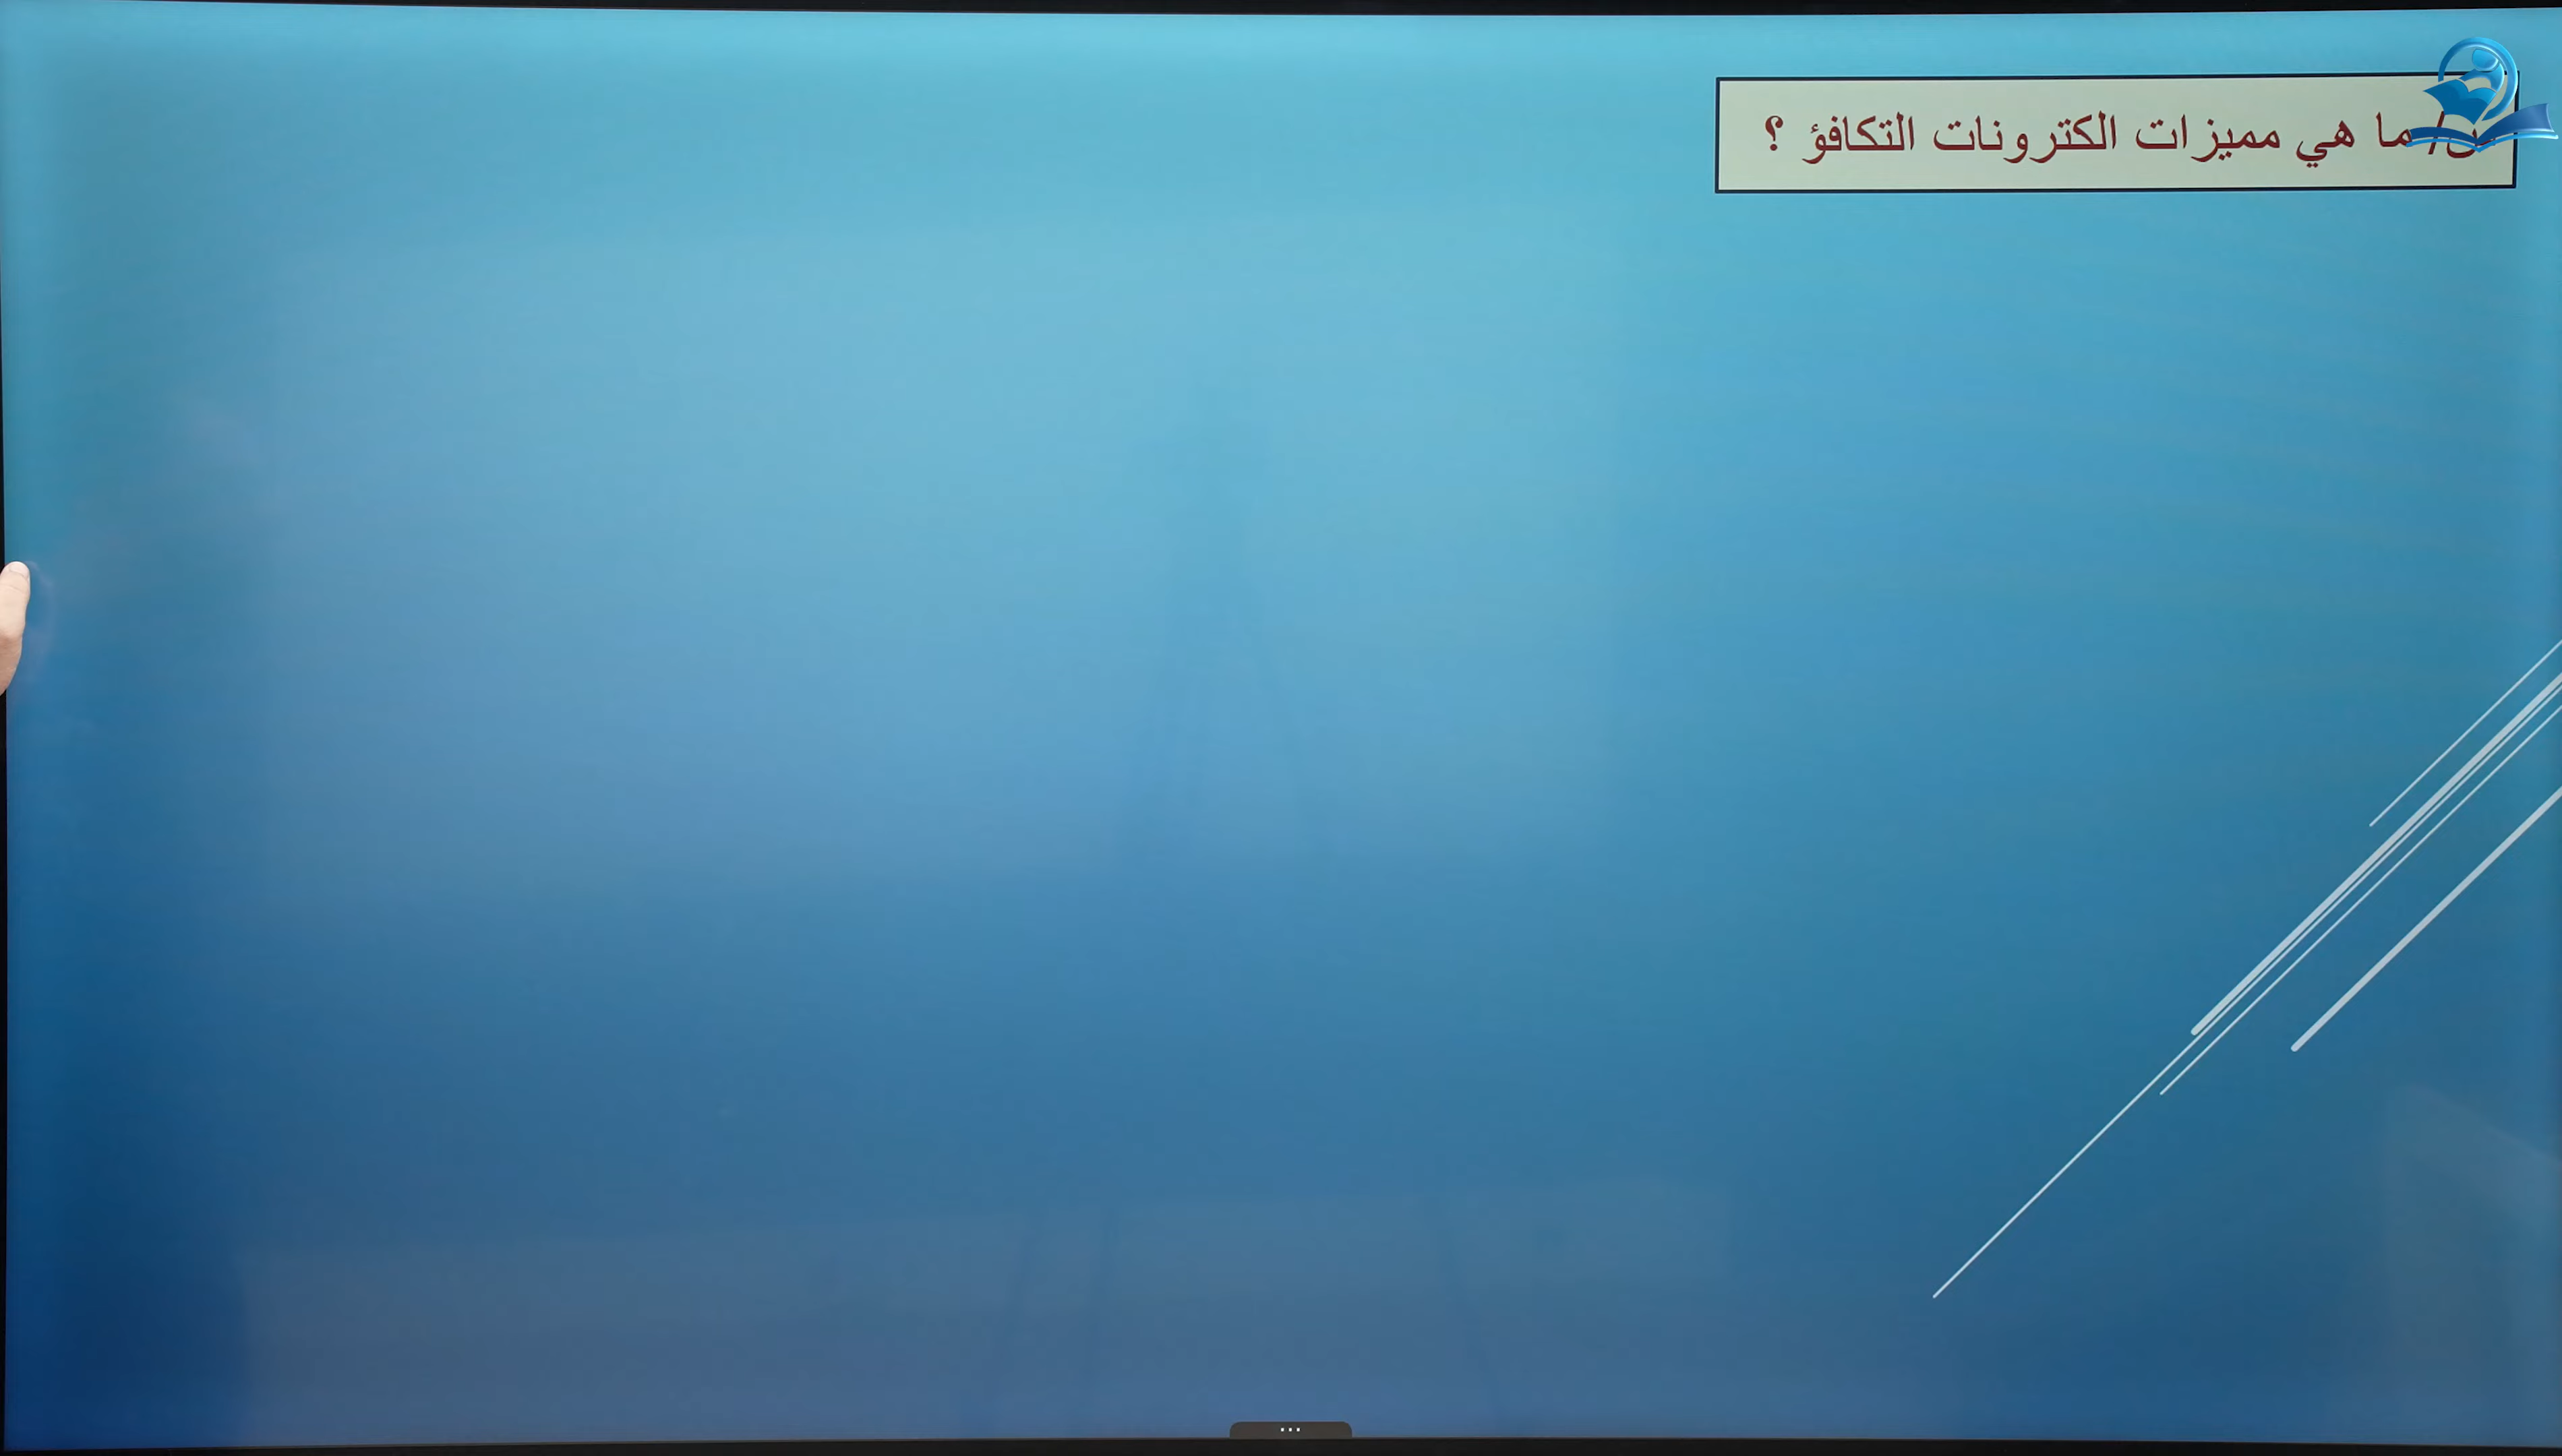 س/ ما هي مميزات الكترونات التكافؤ ؟